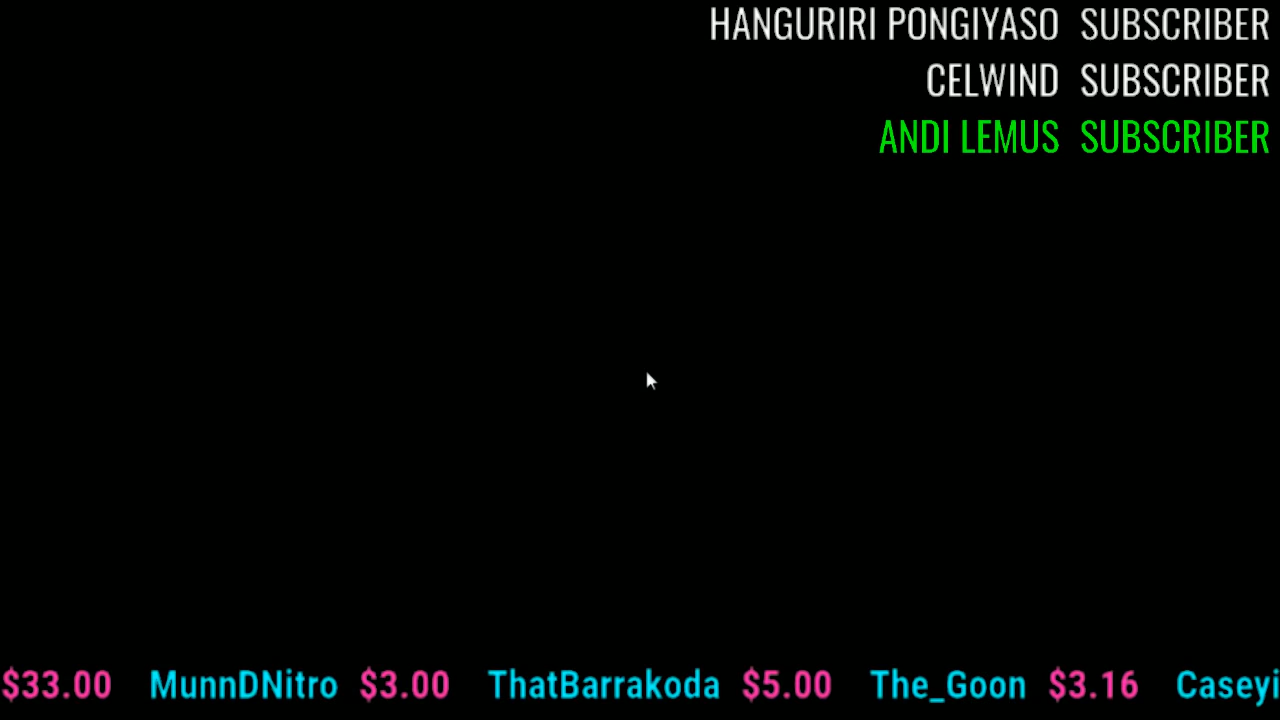 HANGURIRI PONGIYASO SUBSCRIBER
CELWIND SUBSCRIBER
ANDI LEMUS SUBSCRIBER
$33.00 MunnDNitro $3.00 ThatBarrakoda $5.00 The_Goon $3.16 Caseyi